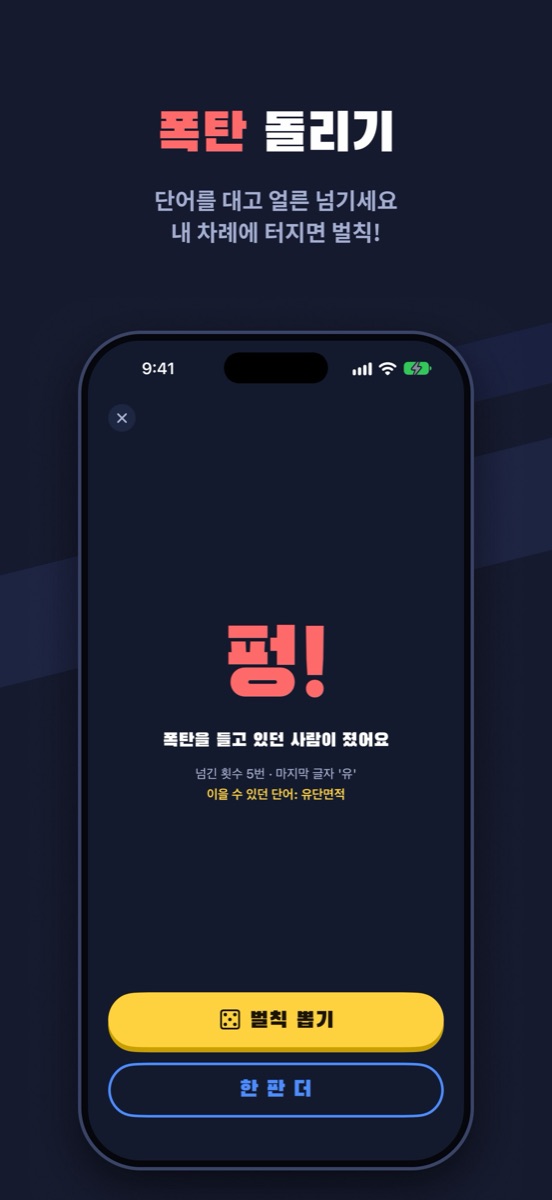 폭탄 돌리기
단어를 대고 얼른 넘기세요
내 차례에 터지면 벌칙!
9:41
펑!
폭탄을 들고 있던 사람이 졌어요
넘긴 횟수 5번 · 마지막 글자 '유'
이을 수 있던 단어: 유단면적
벌칙 뽑기
한 판 더